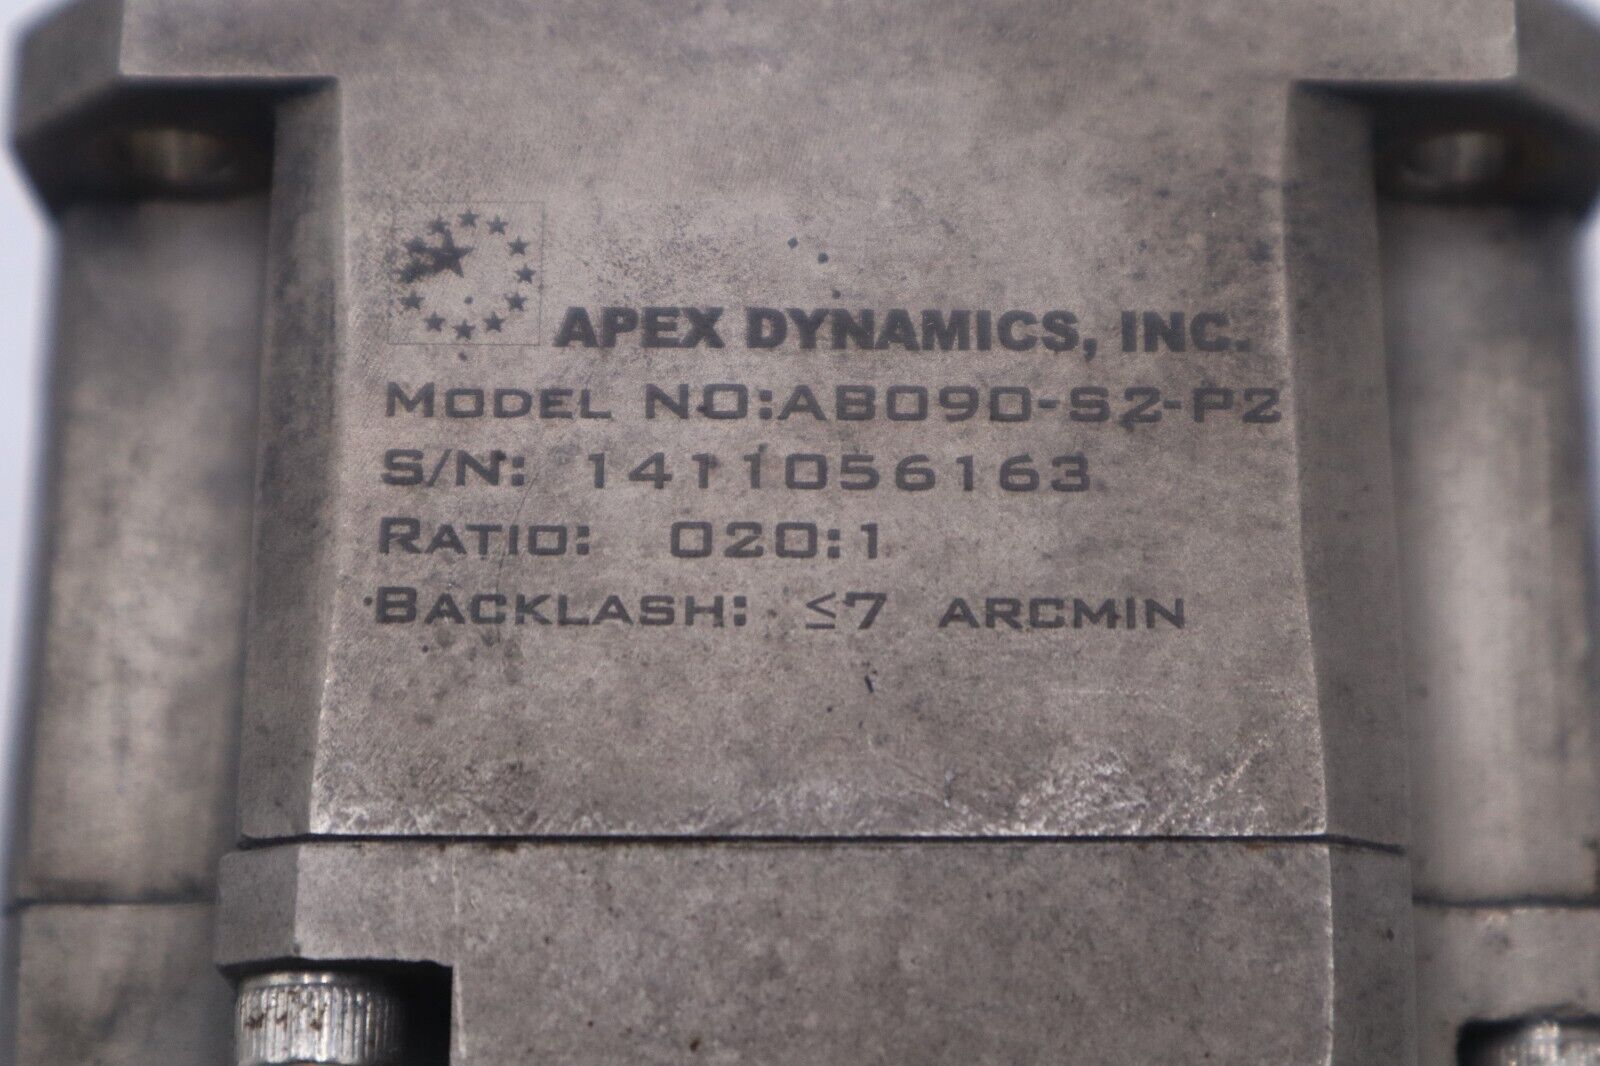 APEX DYNAMICS, INC.
MODEL NO:AB090-S2-P2
S/N: 1411056163
RATIO: 020:1
BACKLASH: ≤7 ARCMIN